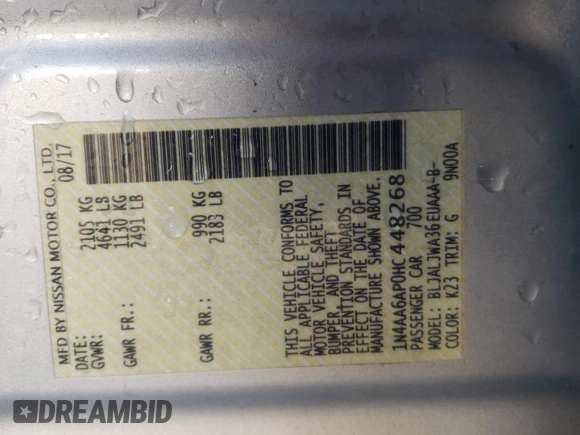 MFD BY NISSAN MOTOR CO., LTD.
DATE: 08/17
GVWR: 2105 KG
4641 LB
GAWR FR.: 1130 KG
2491 LB
GAWR RR.: 990 KG
2183 LB
THIS VEHICLE CONFORMS TO
ALL APPLICABLE FEDERAL
MOTOR VEHICLE SAFETY,
BUMPER, AND THEFT
PREVENTION STANDARDS IN
EFFECT ON THE DATE OF
MANUFACTURE SHOWN ABOVE.
1N4AA6AP0HC448268
PASSENGER CAR 700
MODEL: BLJALJWA36EUAAA-B-
COLOR: K23 TRIM: G 9N00A
DREAMBID